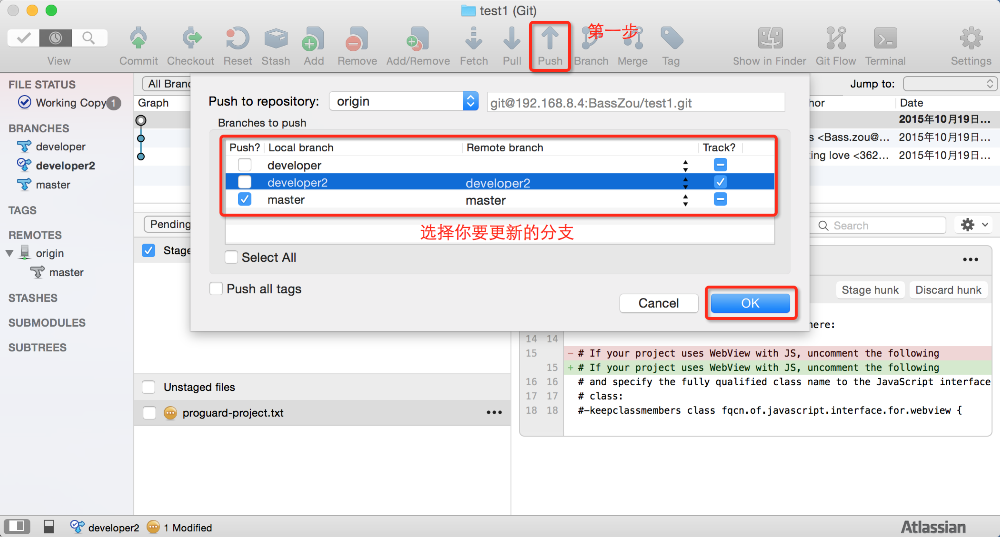 test1 (Git)
第一步
View Commit Checkout Reset Stash Add Remove Add/Remove Fetch Pull Push Branch Merge Tag Show in Finder Git Flow Terminal Settings
FILE STATUS
Working Copy 1
BRANCHES
developer
developer2
master
TAGS
REMOTES
origin
master
STASHES
SUBMODULES
SUBTREES
All Branc
Jump to:
Graph
hor Date
2015年10月19日...
s <Bass.zou@... 2015年10月19日...
ing love <362... 2015年10月19日...
Push to repository: origin git@192.168.8.4:BassZou/test1.git
Branches to push
Push? Local branch Remote branch Track?
developer
developer2 developer2
master master
选择你要更新的分支
Select All
Push all tags
Cancel OK
Pending
Search
Stage
Stage hunk Discard hunk
here:
14 14
15 - # If your project uses WebView with JS, uncomment the following
15 + # If your project uses WebView with JS, uncomment the following
16 16 # and specify the fully qualified class name to the JavaScript interface
17 17 # class:
18 18 #-keepclassmembers class fqcn.of.javascript.interface.for.webview {
Unstaged files
proguard-project.txt
developer2 1 Modified
Atlassian